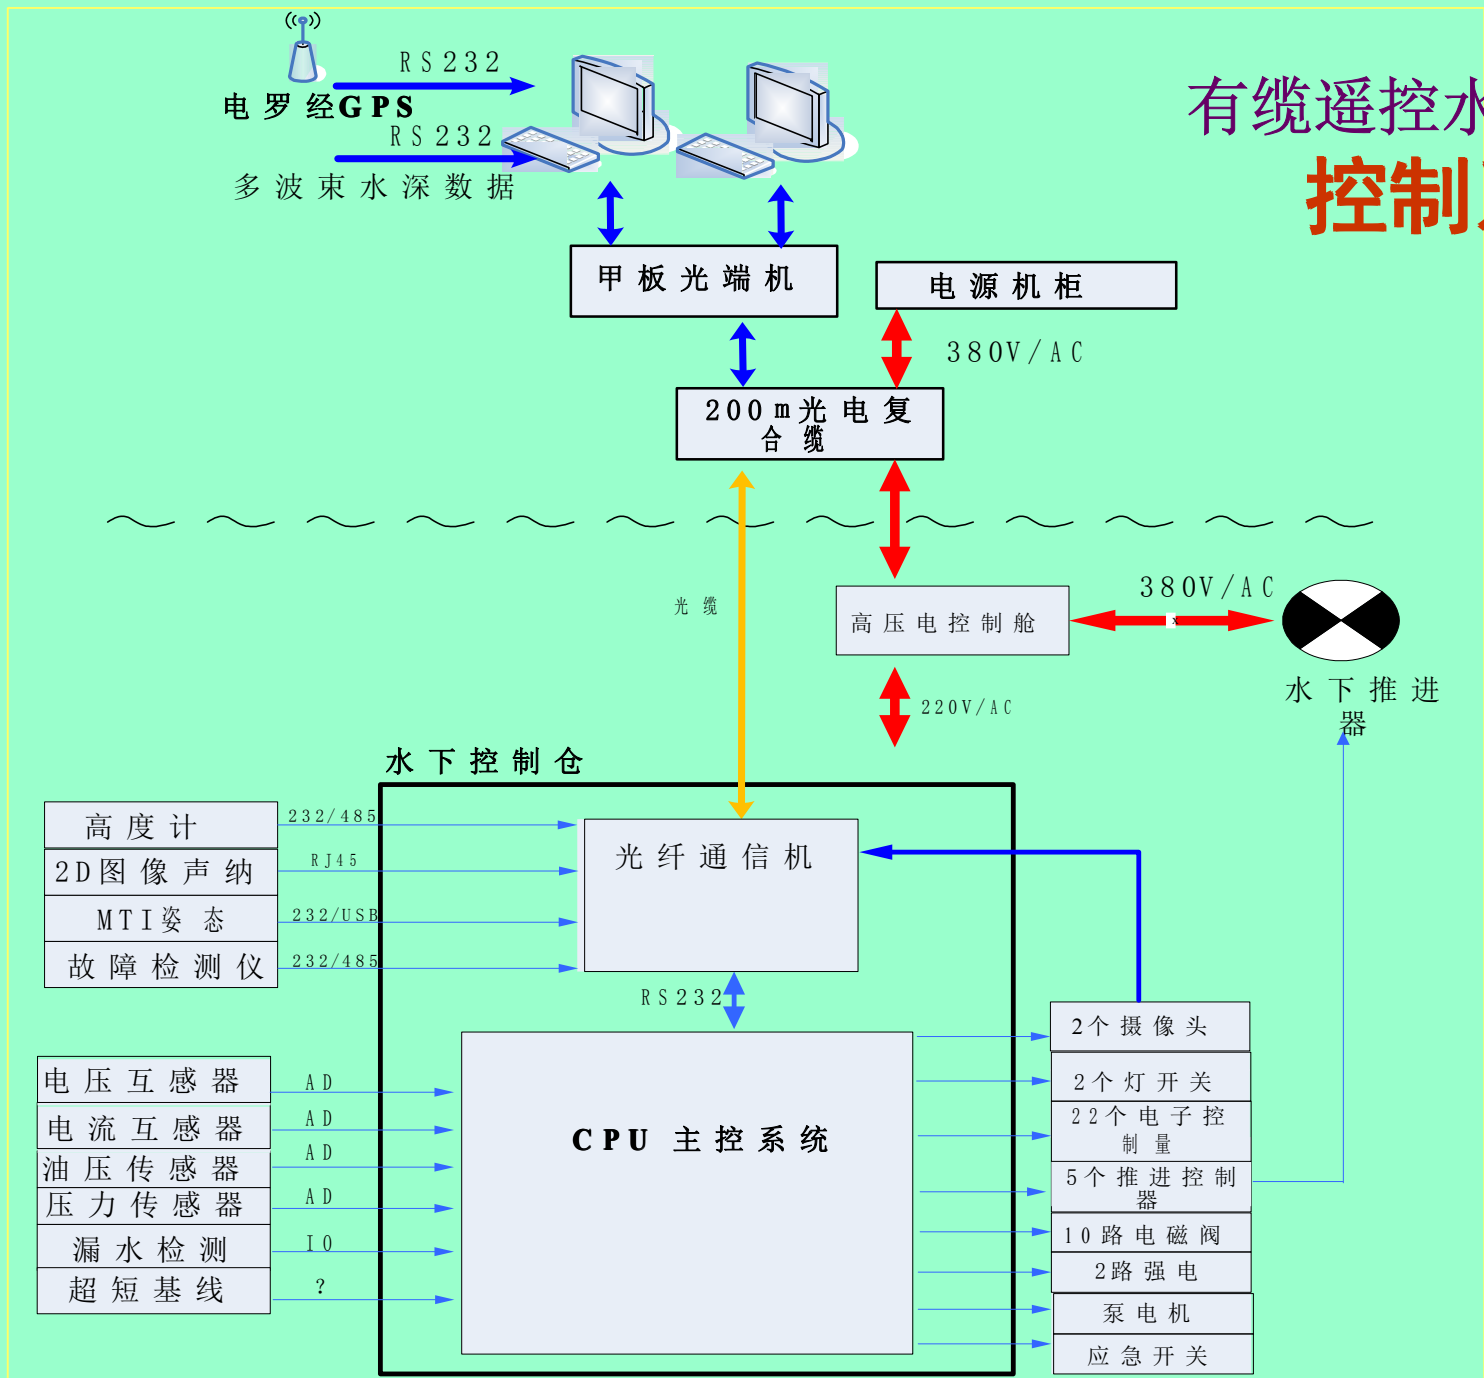 RS232
电罗经GPS
RS232
多波束水深数据
有缆遥控水
控制
甲板光端机
电源机柜
380V/AC
200m光电复
合缆
光缆
380V/AC
高压电控制舱
x
水下推进
器
220V/AC
水下控制仓
高度计
232/485
2D图像声纳
RJ45
MTI姿态
232/USB
故障检测仪
232/485
光纤通信机
RS232
CPU主控系统
电压互感器
AD
电流互感器
AD
油压传感器
AD
压力传感器
AD
漏水检测
IO
超短基线
?
2个摄像头
2个灯开关
22个电子控
制量
5个推进控制
器
10路电磁阀
2路强电
泵电机
应急开关